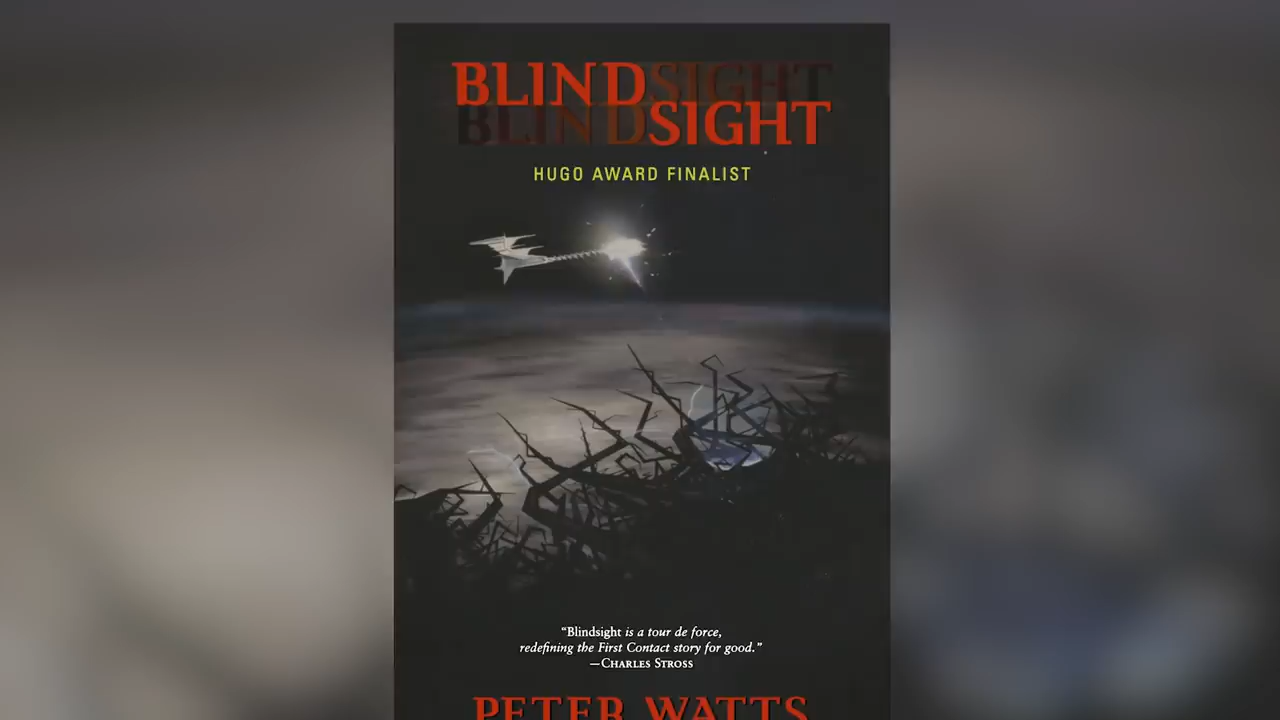 BLINDSIGHT
BLINDSIGHT
HUGO AWARD FINALIST
“Blindsight is a tour de force,
redefining the First Contact story for good.”
—CHARLES STROSS
PETER WATTS